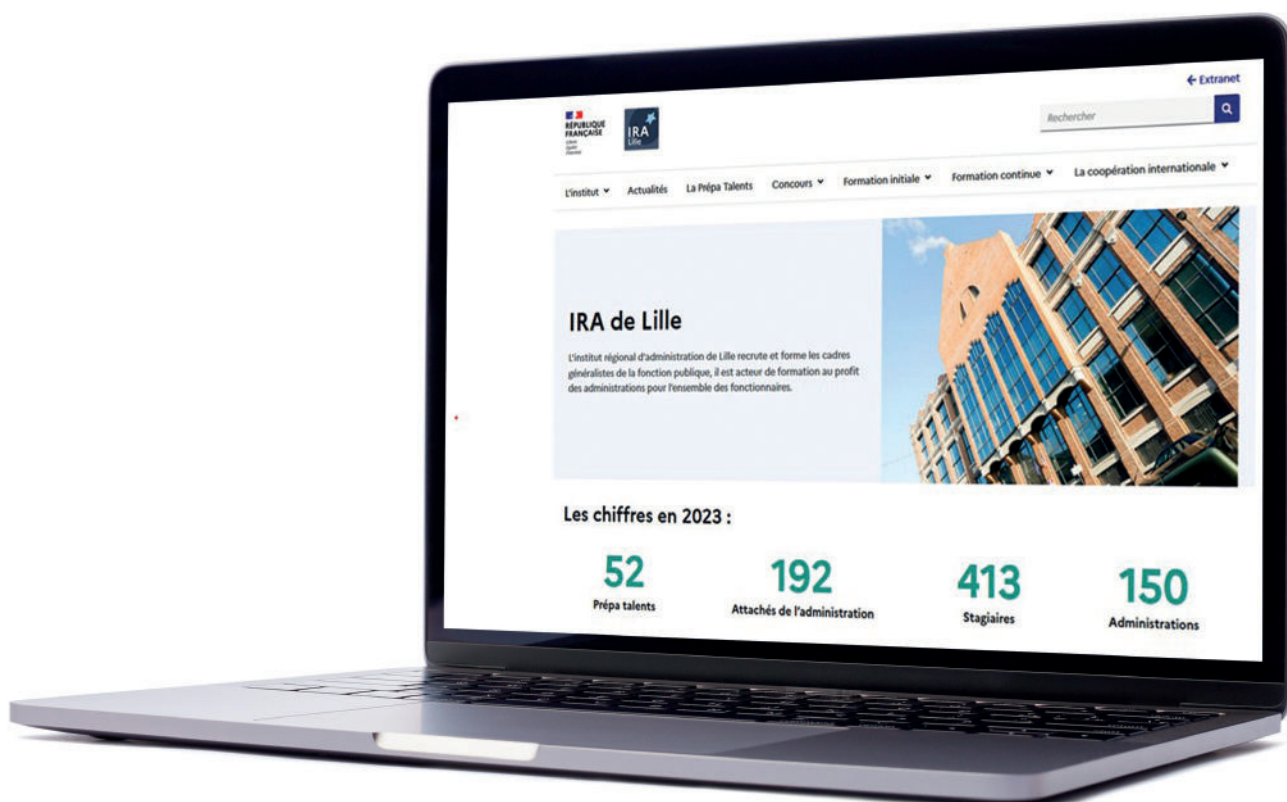 ← Extranet
RÉPUBLIQUE
FRANÇAISE
Liberté
Égalité
Fraternité
IRA
Lille
Rechercher
L'institut
Actualités
La Prépa Talents
Concours
Formation initiale
Formation continue
La coopération internationale
IRA de Lille
L'institut régional d'administration de Lille recrute et forme les cadres
généralistes de la fonction publique, il est acteur de formation au profit
des administrations pour l'ensemble des fonctionnaires.
Les chiffres en 2023 :
52
Prépa talents
192
Attachés de l'administration
413
Stagiaires
150
Administrations